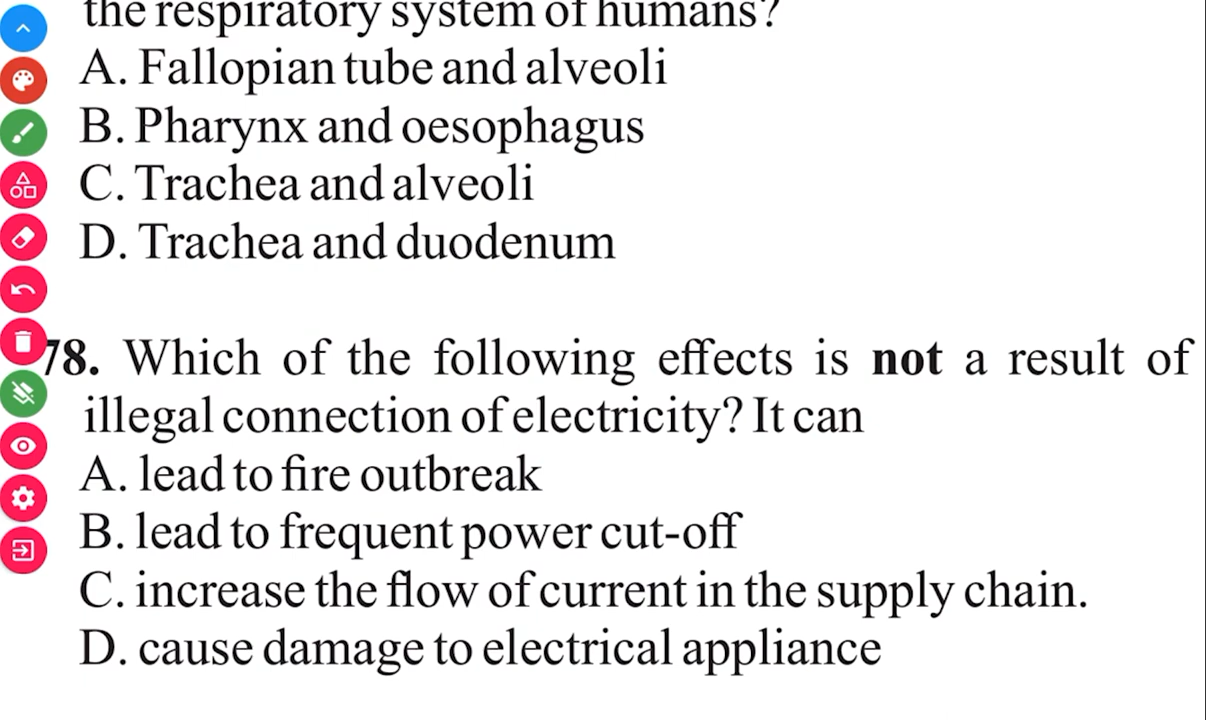 the respiratory system of humans?
A. Fallopian tube and alveoli
B. Pharynx and oesophagus
C. Trachea and alveoli
D. Trachea and duodenum
78. Which of the following effects is not a result of
illegal connection of electricity? It can
A. lead to fire outbreak
B. lead to frequent power cut-off
C. increase the flow of current in the supply chain.
D. cause damage to electrical appliance